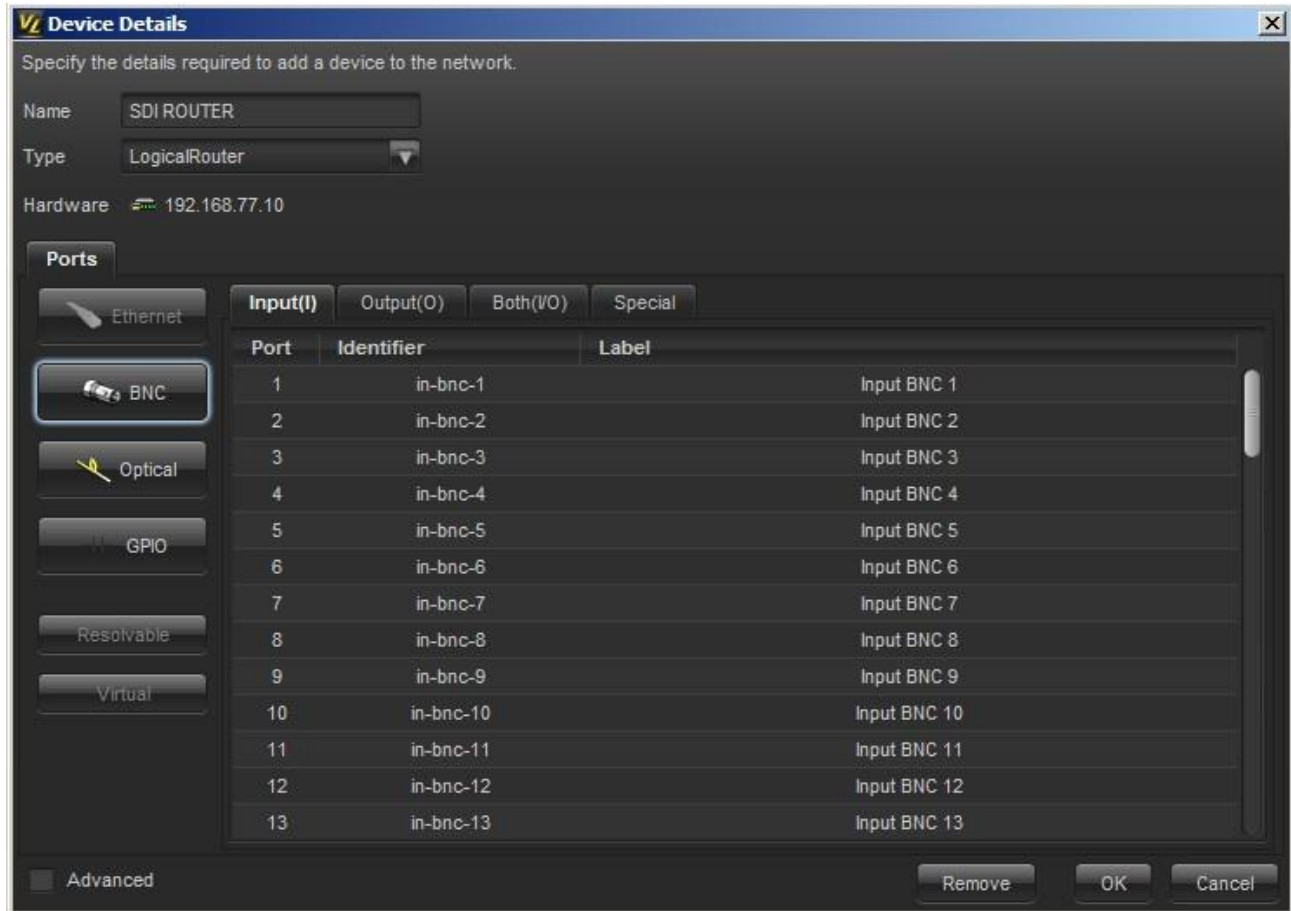 VL Device Details
Specify the details required to add a device to the network.
Name SDI ROUTER
Type LogicalRouter
Hardware 192.168.77.10
Ports
Ethernet
BNC
Optical
GPIO
Resolvable
Virtual
Input(I) Output(O) Both(I/O) Special
Port Identifier Label
1 in-bnc-1 Input BNC 1
2 in-bnc-2 Input BNC 2
3 in-bnc-3 Input BNC 3
4 in-bnc-4 Input BNC 4
5 in-bnc-5 Input BNC 5
6 in-bnc-6 Input BNC 6
7 in-bnc-7 Input BNC 7
8 in-bnc-8 Input BNC 8
9 in-bnc-9 Input BNC 9
10 in-bnc-10 Input BNC 10
11 in-bnc-11 Input BNC 11
12 in-bnc-12 Input BNC 12
13 in-bnc-13 Input BNC 13
Advanced Remove OK Cancel